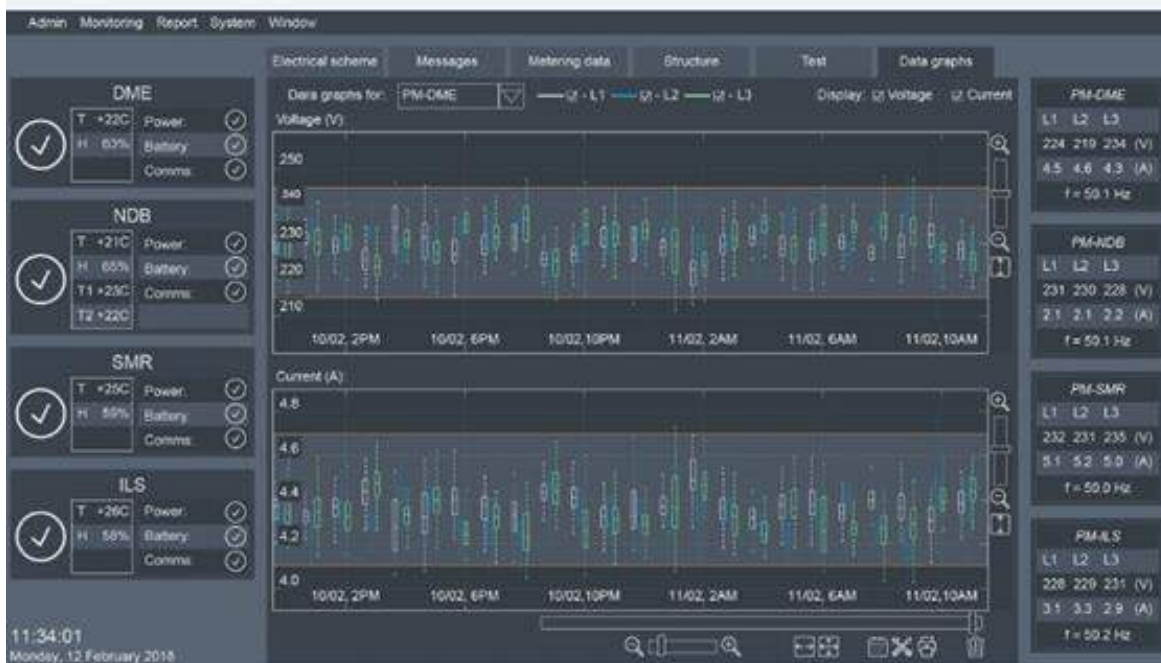 Admin Monitoring Report System Window
Electrical scheme Messages Metering data Structure Test Data graphs
DME
T +22C Power:
H 63% Battery:
Comms:
NDB
T +21C Power:
H 65% Battery:
T1 +23C Comms:
T2 +22C
SMR
T +25C Power:
H 59% Battery:
Comms:
ILS
T +26C Power:
H 58% Battery:
Comms:
11:34:01
Monday, 12 February 2018
Data graphs for: PM-DME - L1 - L2 - L3 Display: Voltage Current
Voltage (V):
250
240
230
220
210
10/02, 2PM 10/02, 6PM 10/02, 10PM 11/02, 2AM 11/02, 6AM 11/02, 10AM
Current (A):
4.8
4.6
4.4
4.2
4.0
10/02, 2PM 10/02, 6PM 10/02, 10PM 11/02, 2AM 11/02, 6AM 11/02, 10AM
PM-DME
L1 L2 L3
224 219 234 (V)
4.5 4.6 4.3 (A)
PM-NDB
L1 L2 L3
231 230 228 (V)
2.1 2.1 2.2 (A)
PM-SMR
L1 L2 L3
232 231 235 (V)
5.1 5.2 5.0 (A)
f = 50.0 Hz
PM-ILS
L1 L2 L3
228 229 231 (V)
3.1 3.3 2.9 (A)